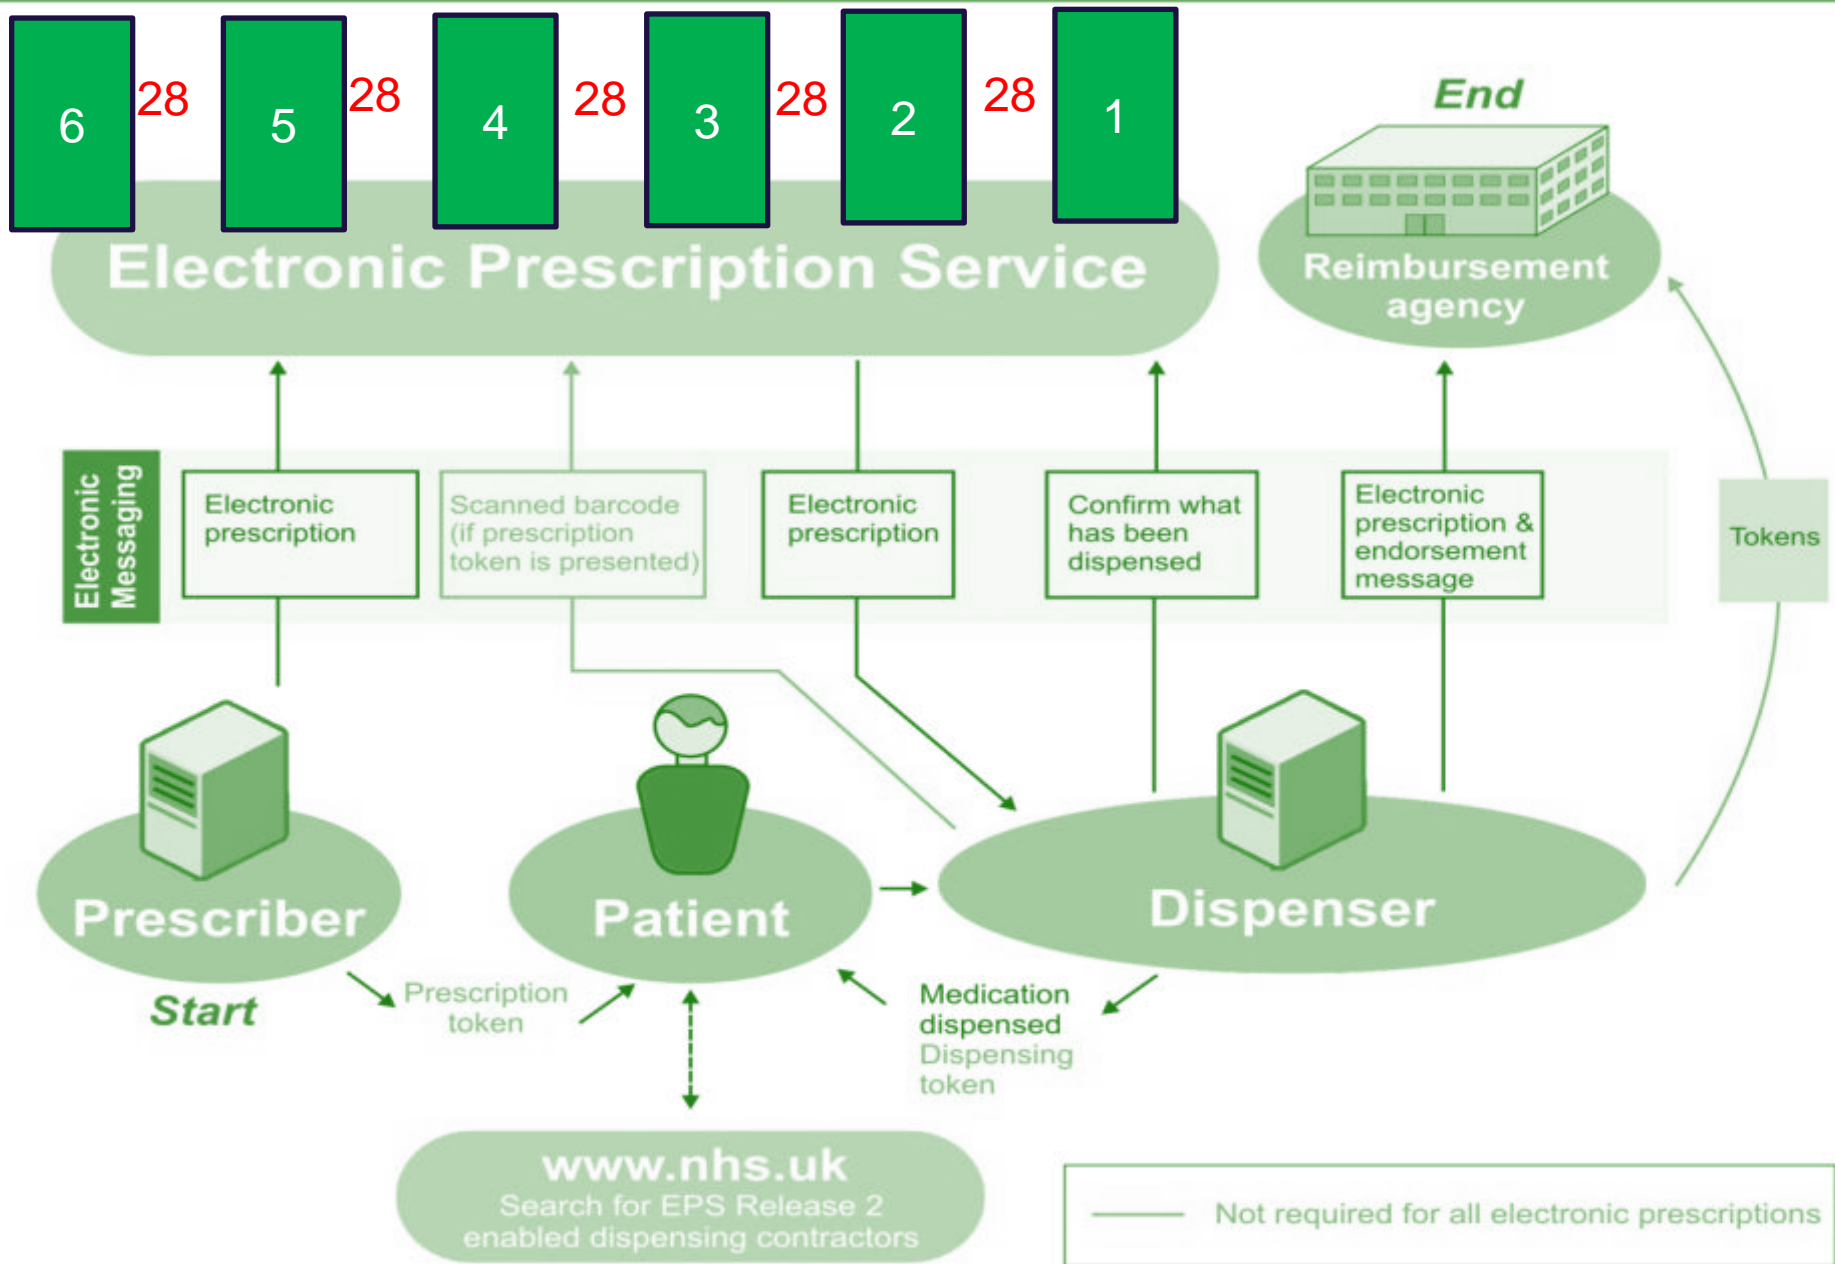 6 28 5 28 4 28 3 28 2 28 1
End
Electronic Prescription Service
Reimbursement
agency
Electronic
Messaging
Electronic
prescription
Scanned barcode
(if prescription
token is presented)
Electronic
prescription
Confirm what
has been
dispensed
Electronic
prescription &
endorsement
message
Tokens
Prescriber
Patient
Dispenser
Start
Prescription
token
Medication
dispensed
Dispensing
token
www.nhs.uk
Search for EPS Release 2
enabled dispensing contractors
Not required for all electronic prescriptions